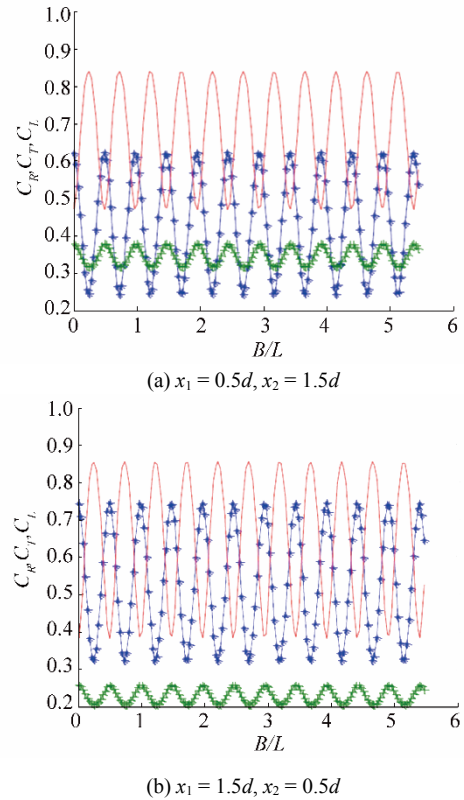 1.0
0.9
0.8
0.7
0.6
0.5
0.4
0.3
0.2
C_R, C_T, C_L
0 1 2 3 4 5 6
B/L
(a) x₁ = 0.5d, x₂ = 1.5d
1.0
0.9
0.8
0.7
0.6
0.5
0.4
0.3
0.2
C_R, C_T, C_L
0 1 2 3 4 5 6
B/L
(b) x₁ = 1.5d, x₂ = 0.5d